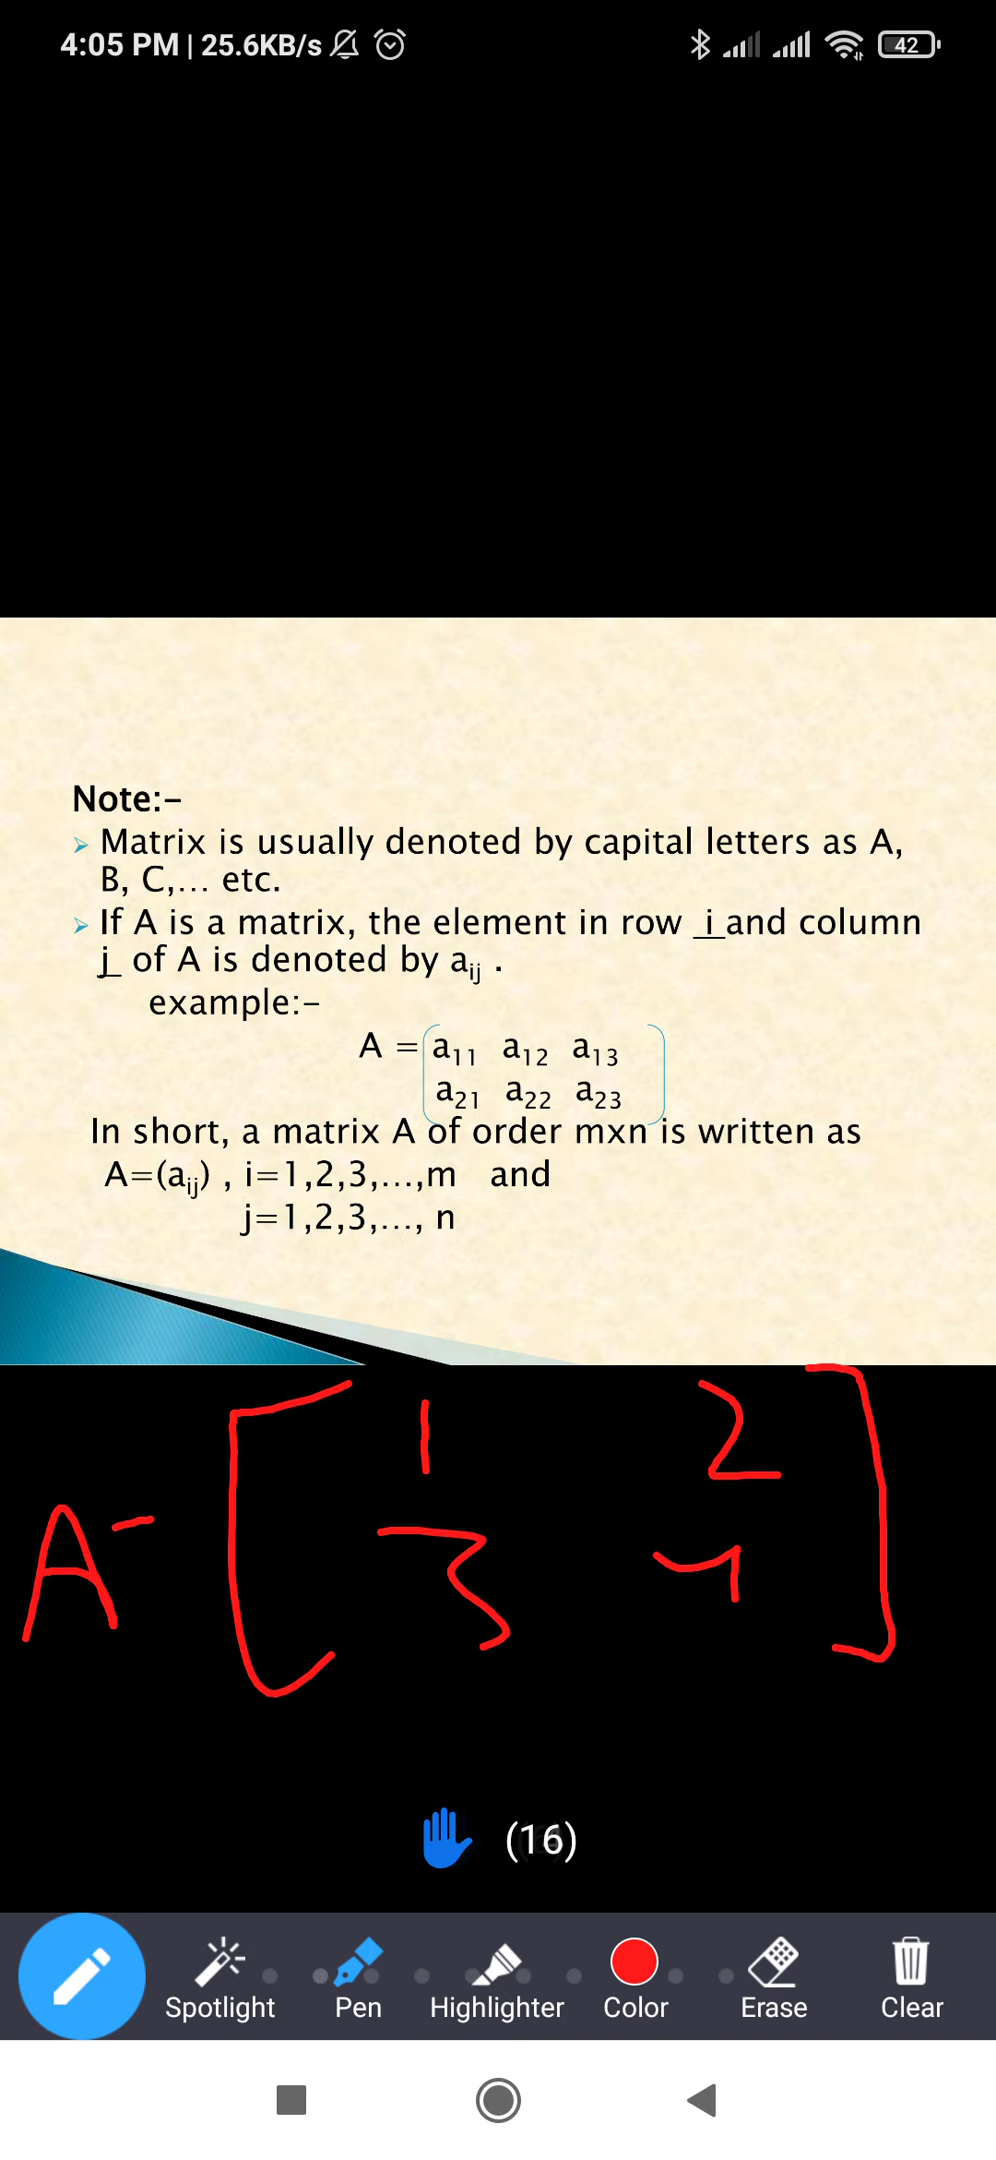 4:05 PM | 25.6KB/s 42
Note:-
➢ Matrix is usually denoted by capital letters as A,
B, C,... etc.
➢ If A is a matrix, the element in row i and column
j of A is denoted by aij .
example:-
A = a11 a12 a13
a21 a22 a23
In short, a matrix A of order mxn is written as
A=(aij) , i=1,2,3,...,m and
j=1,2,3,..., n
A- [ 1 2
3 4 ]
(16)
Spotlight Pen Highlighter Color Erase Clear